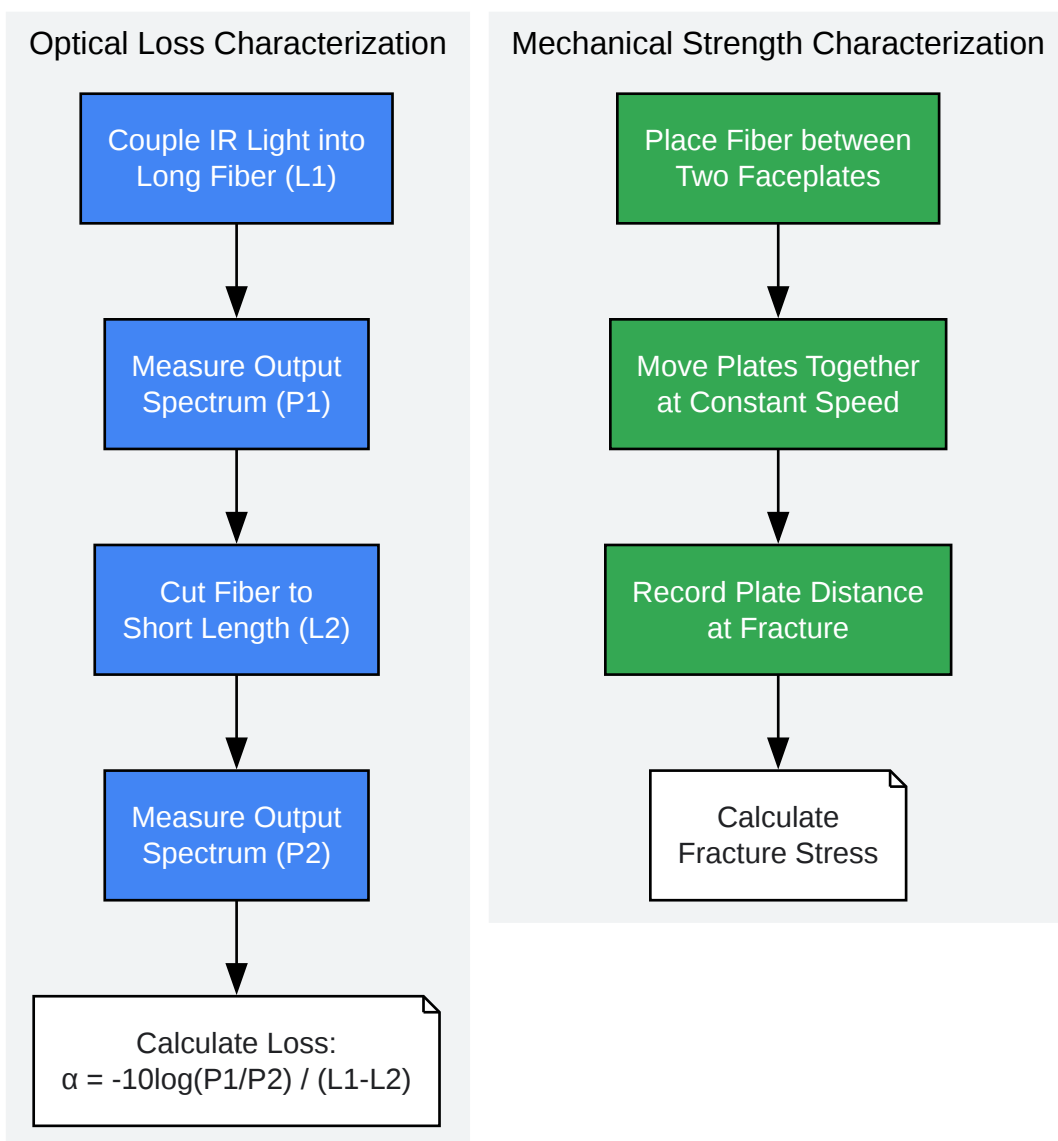 Optical Loss Characterization
Couple IR Light into
Long Fiber (L1)
Measure Output
Spectrum (P1)
Cut Fiber to
Short Length (L2)
Measure Output
Spectrum (P2)
Calculate Loss:
α = -10log(P1/P2) / (L1-L2)
Mechanical Strength Characterization
Place Fiber between
Two Faceplates
Move Plates Together
at Constant Speed
Record Plate Distance
at Fracture
Calculate
Fracture Stress